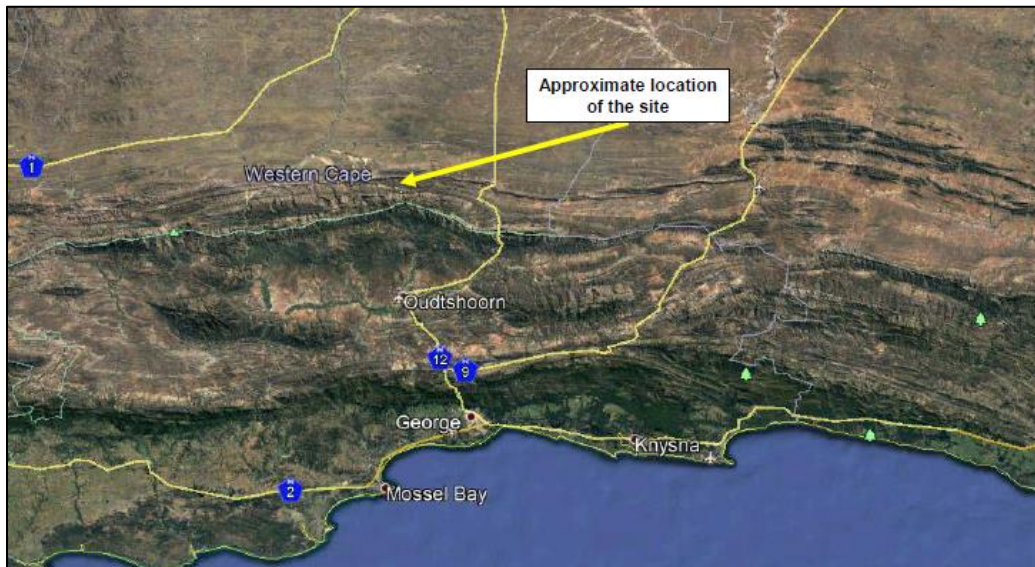 Approximate location
of the site
N
1
Western Cape
Oudtshoorn
N
12
N
9
George
Knysna
N
2
Mossel Bay